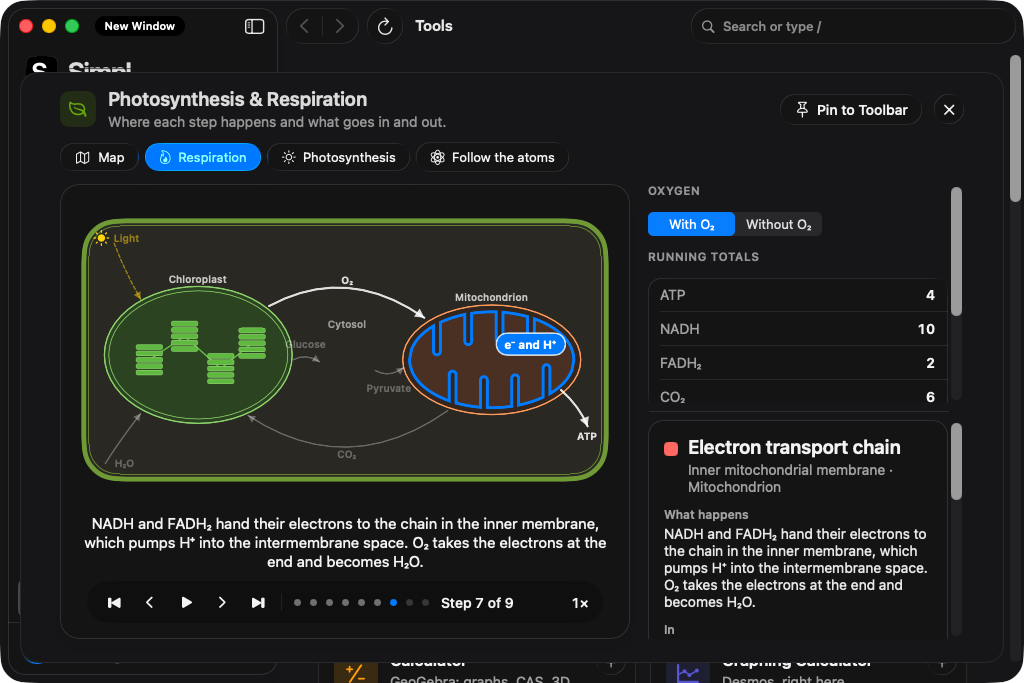 New Window
Tools
Search or type /
Photosynthesis & Respiration
Where each step happens and what goes in and out.
Pin to Toolbar
Map
Respiration
Photosynthesis
Follow the atoms
Light
Chloroplast
O₂
Mitochondrion
Cytosol
Glucose
e⁻ and H⁺
Pyruvate
ATP
CO₂
H₂O
NADH and FADH₂ hand their electrons to the chain in the inner membrane,
which pumps H⁺ into the intermembrane space. O₂ takes the electrons at the
end and becomes H₂O.
Step 7 of 9
1×
OXYGEN
With O₂
Without O₂
RUNNING TOTALS
ATP 4
NADH 10
FADH₂ 2
CO₂ 6
Electron transport chain
Inner mitochondrial membrane ·
Mitochondrion
What happens
NADH and FADH₂ hand their electrons to
the chain in the inner membrane, which
pumps H⁺ into the intermembrane space.
O₂ takes the electrons at the end and
becomes H₂O.
In
Calculator
GeoGebra: graphs, CAS, 3D
Graphing Calculator
Desmos, right here